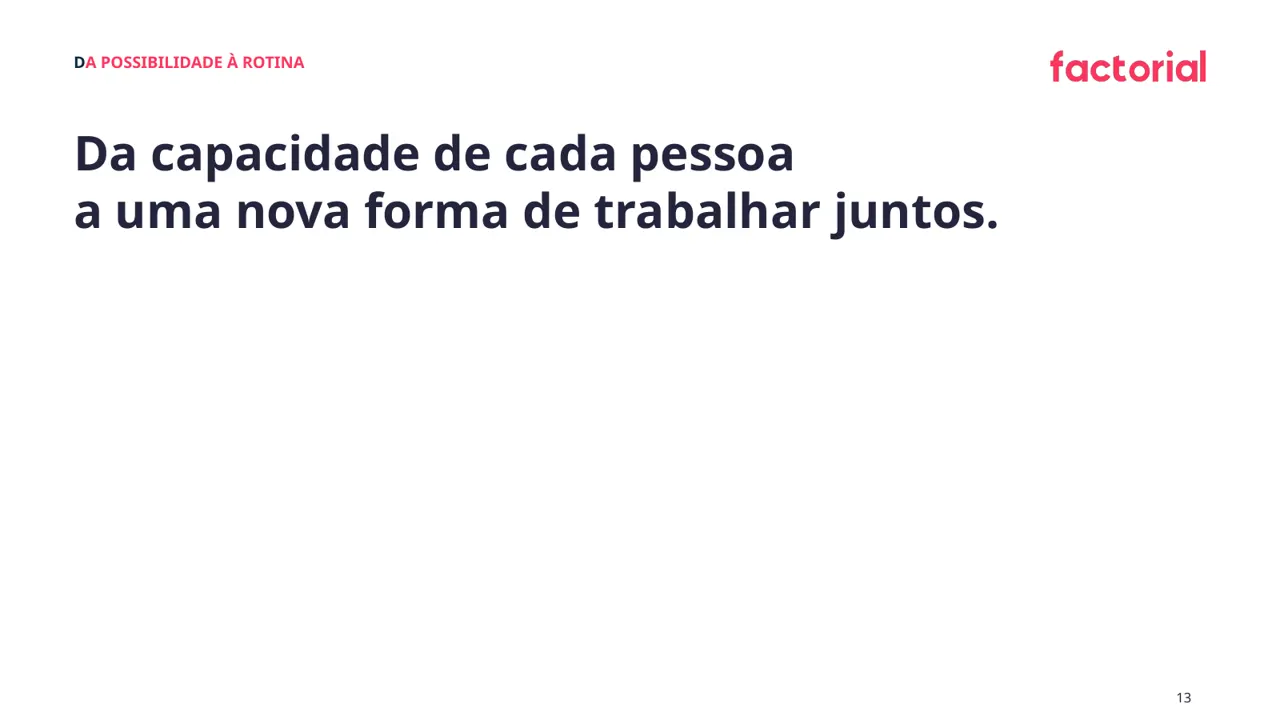 DA POSSIBILIDADE À ROTINA
factorial
Da capacidade de cada pessoa
a uma nova forma de trabalhar juntos.
13